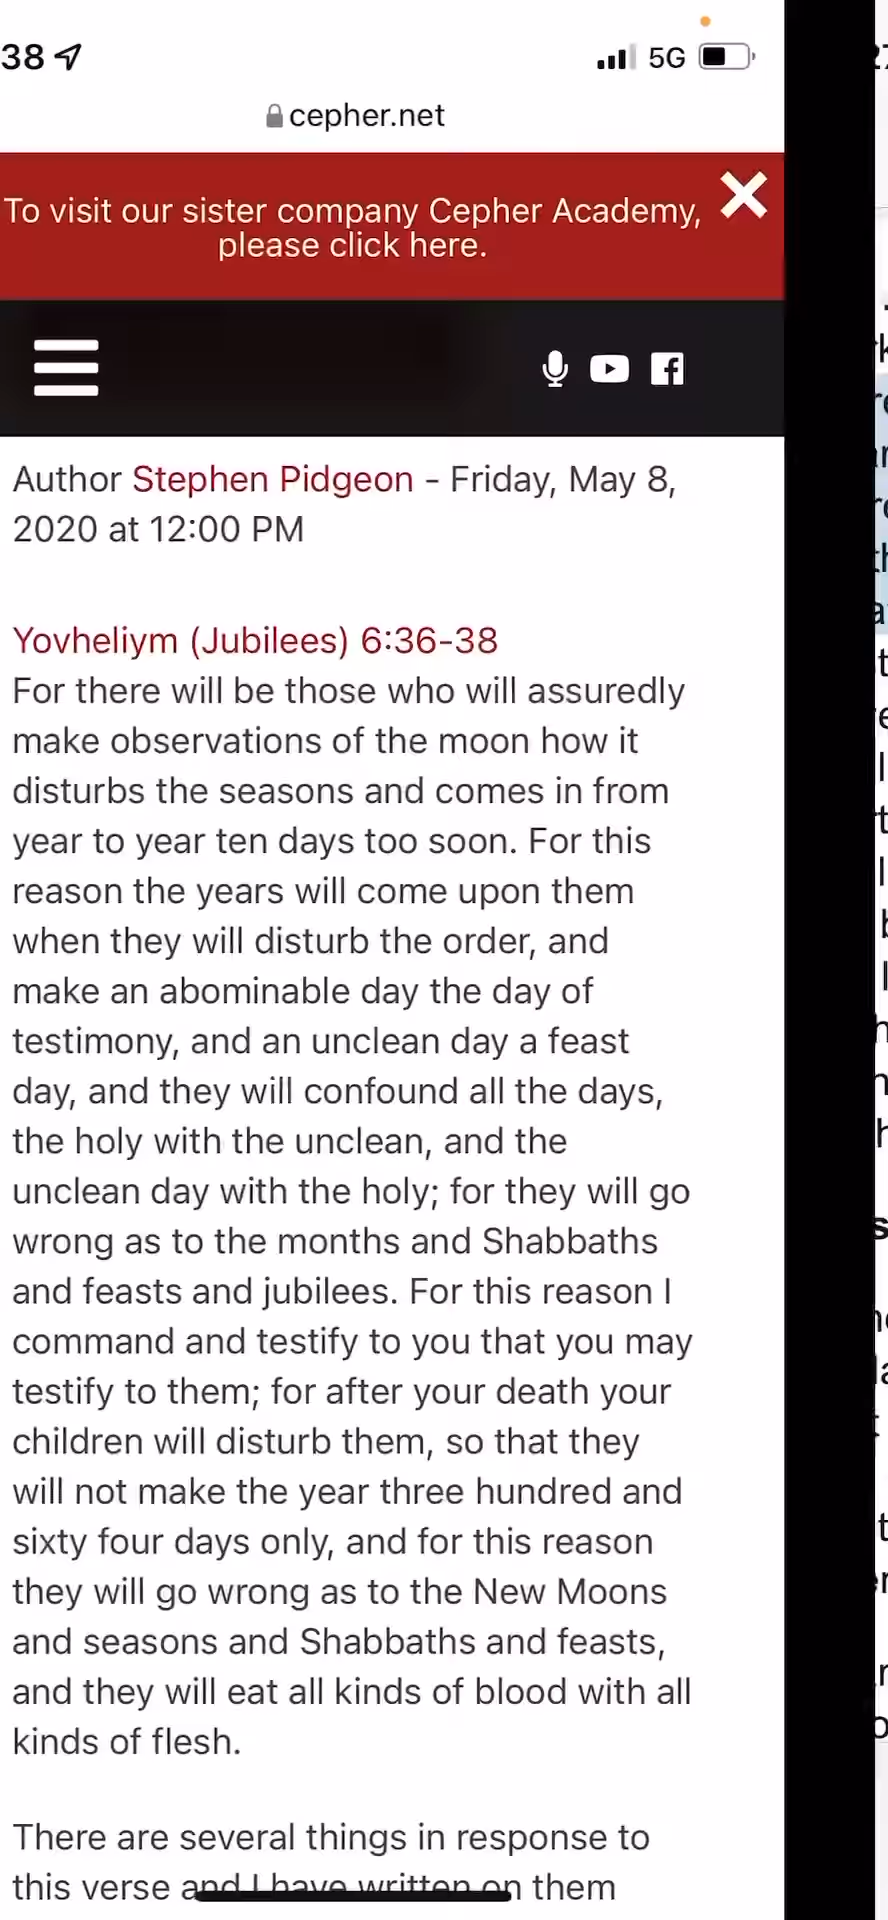 38
5G
cepher.net
To visit our sister company Cepher Academy,
please click here.
Author Stephen Pidgeon - Friday, May 8,
2020 at 12:00 PM
Yovheliym (Jubilees) 6:36-38
For there will be those who will assuredly
make observations of the moon how it
disturbs the seasons and comes in from
year to year ten days too soon. For this
reason the years will come upon them
when they will disturb the order, and
make an abominable day the day of
testimony, and an unclean day a feast
day, and they will confound all the days,
the holy with the unclean, and the
unclean day with the holy; for they will go
wrong as to the months and Shabbaths
and feasts and jubilees. For this reason I
command and testify to you that you may
testify to them; for after your death your
children will disturb them, so that they
will not make the year three hundred and
sixty four days only, and for this reason
they will go wrong as to the New Moons
and seasons and Shabbaths and feasts,
and they will eat all kinds of blood with all
kinds of flesh.
There are several things in response to
this verse and I have written on them